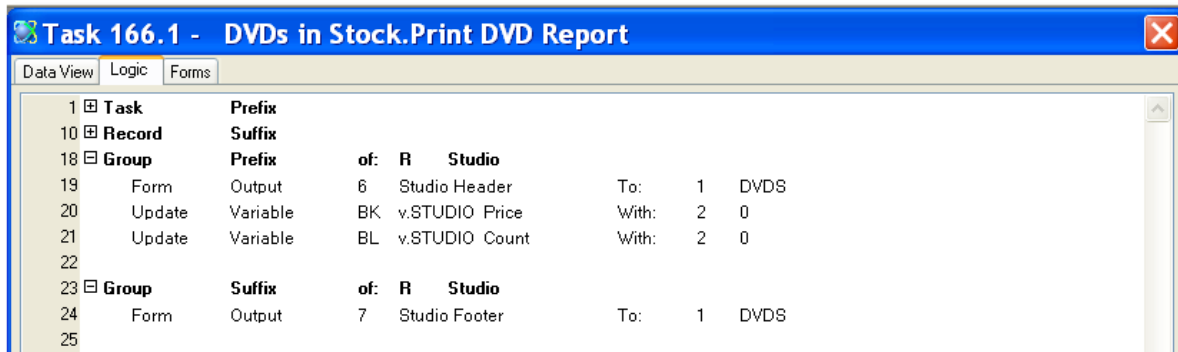 Task 166.1 - DVDs in Stock.Print DVD Report
Data View Logic Forms
1 Task Prefix
10 Record Suffix
18 Group Prefix of: R Studio
19 Form Output 6 Studio Header To: 1 DVDS
20 Update Variable BK v.STUDIO Price With: 2 0
21 Update Variable BL v.STUDIO Count With: 2 0
22
23 Group Suffix of: R Studio
24 Form Output 7 Studio Footer To: 1 DVDS
25